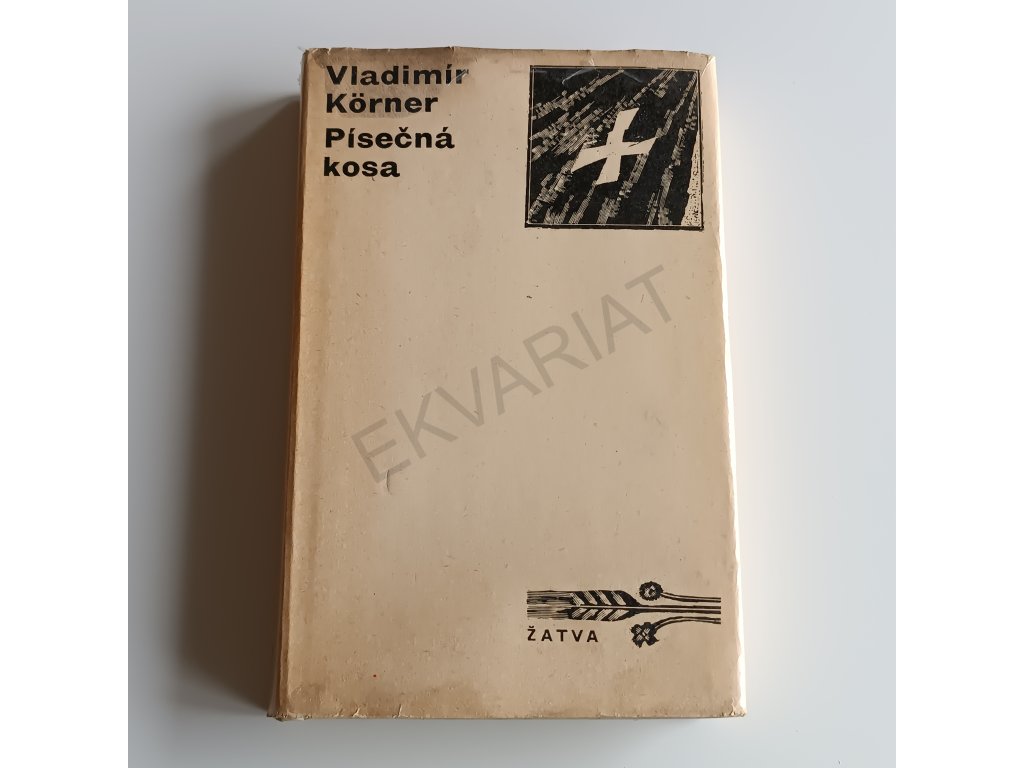 Vladimír
Körner
Písečná
kosa
EKVARIAT
ŽATVA